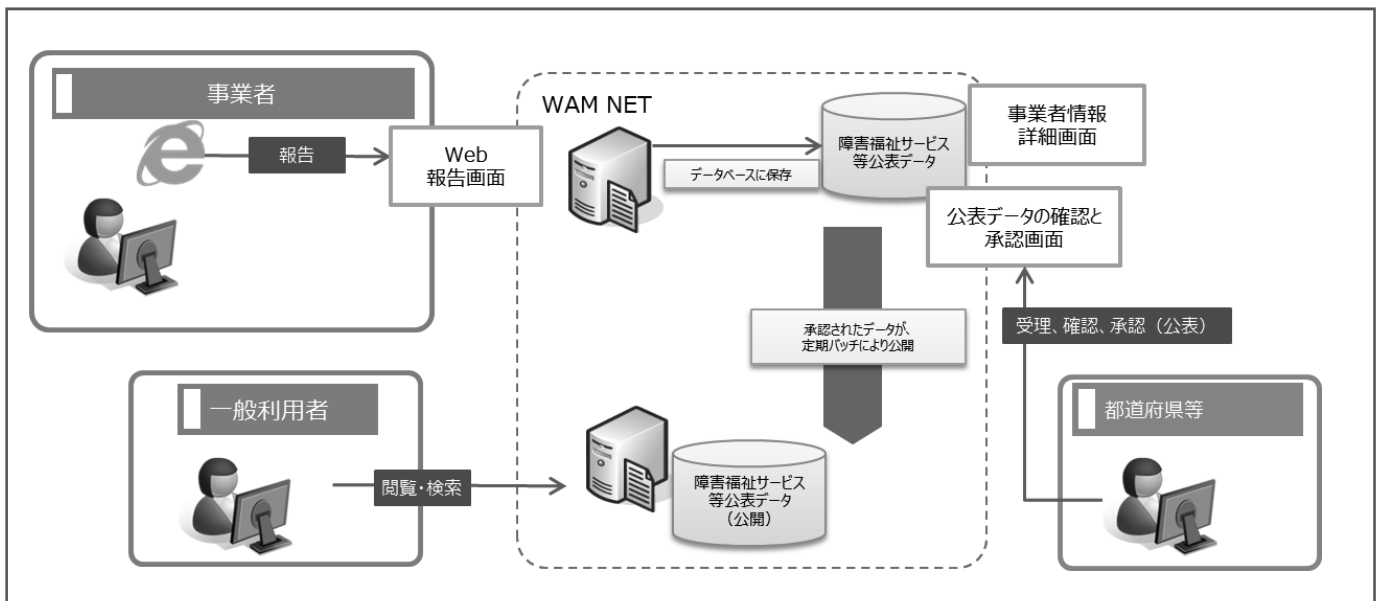 事業者
報告
Web
報告画面
WAM NET
データベースに保存
障害福祉サービス
等公表データ
事業者情報
詳細画面
公表データの確認と
承認画面
承認されたデータが、
定期バッチにより公開
受理、確認、承認（公表）
一般利用者
閲覧・検索
障害福祉サービス
等公表データ
（公開）
都道府県等